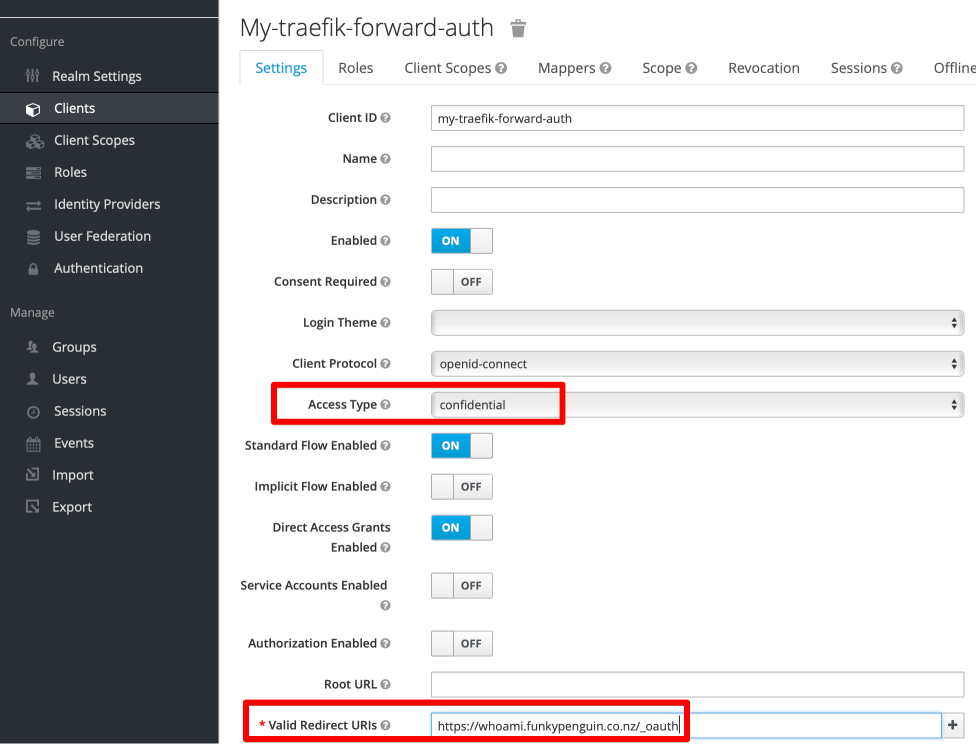 Configure
Realm Settings
Clients
Client Scopes
Roles
Identity Providers
User Federation
Authentication
Manage
Groups
Users
Sessions
Events
Import
Export
My-traefik-forward-auth
Settings Roles Client Scopes Mappers Scope Revocation Sessions Offline
Client ID my-traefik-forward-auth
Name
Description
Enabled ON
Consent Required OFF
Login Theme
Client Protocol openid-connect
Access Type confidential
Standard Flow Enabled ON
Implicit Flow Enabled OFF
Direct Access Grants
Enabled ON
Service Accounts Enabled OFF
Authorization Enabled OFF
Root URL
* Valid Redirect URIs https://whoami.funkypenguin.co.nz/_oauth